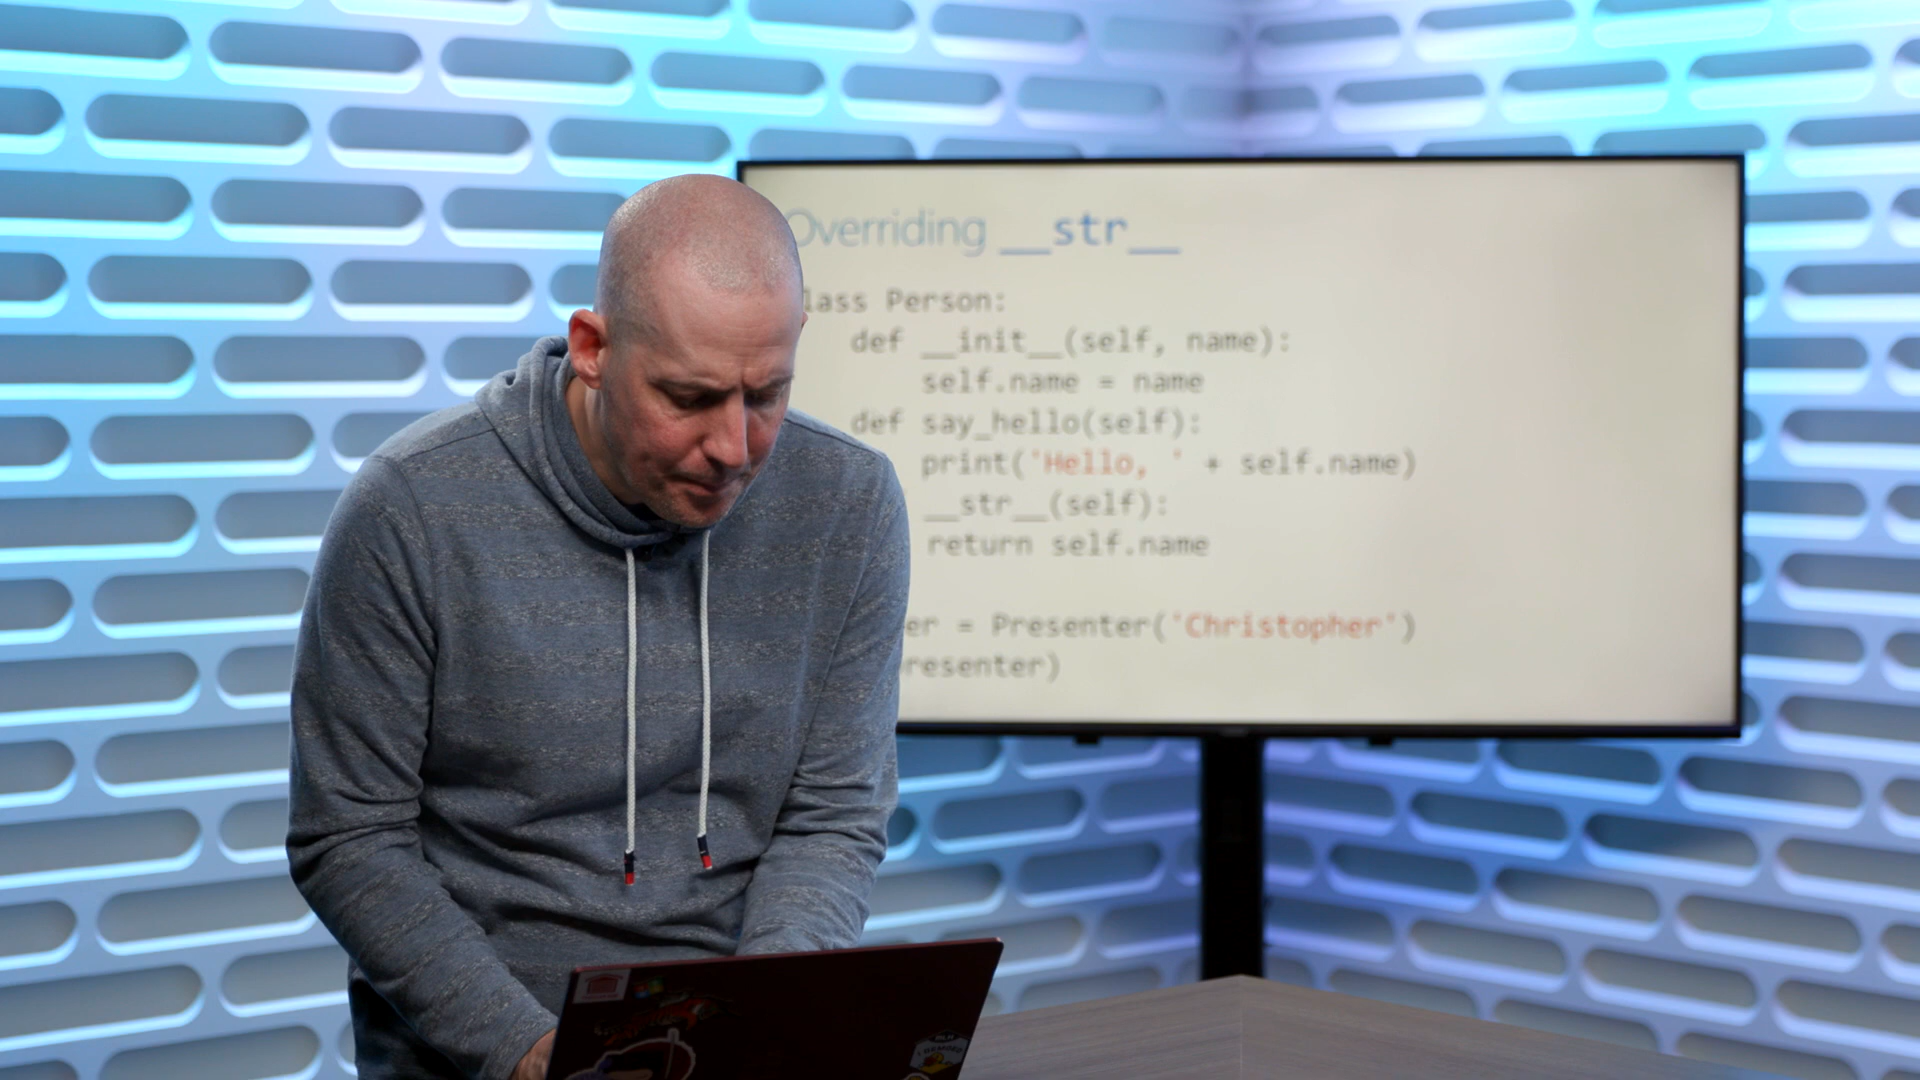 Overriding __str__
lass Person:
def __init__(self, name):
self.name = name
def say_hello(self):
print('Hello, ' + self.name)
__str__(self):
return self.name
er = Presenter('Christopher')
resenter)